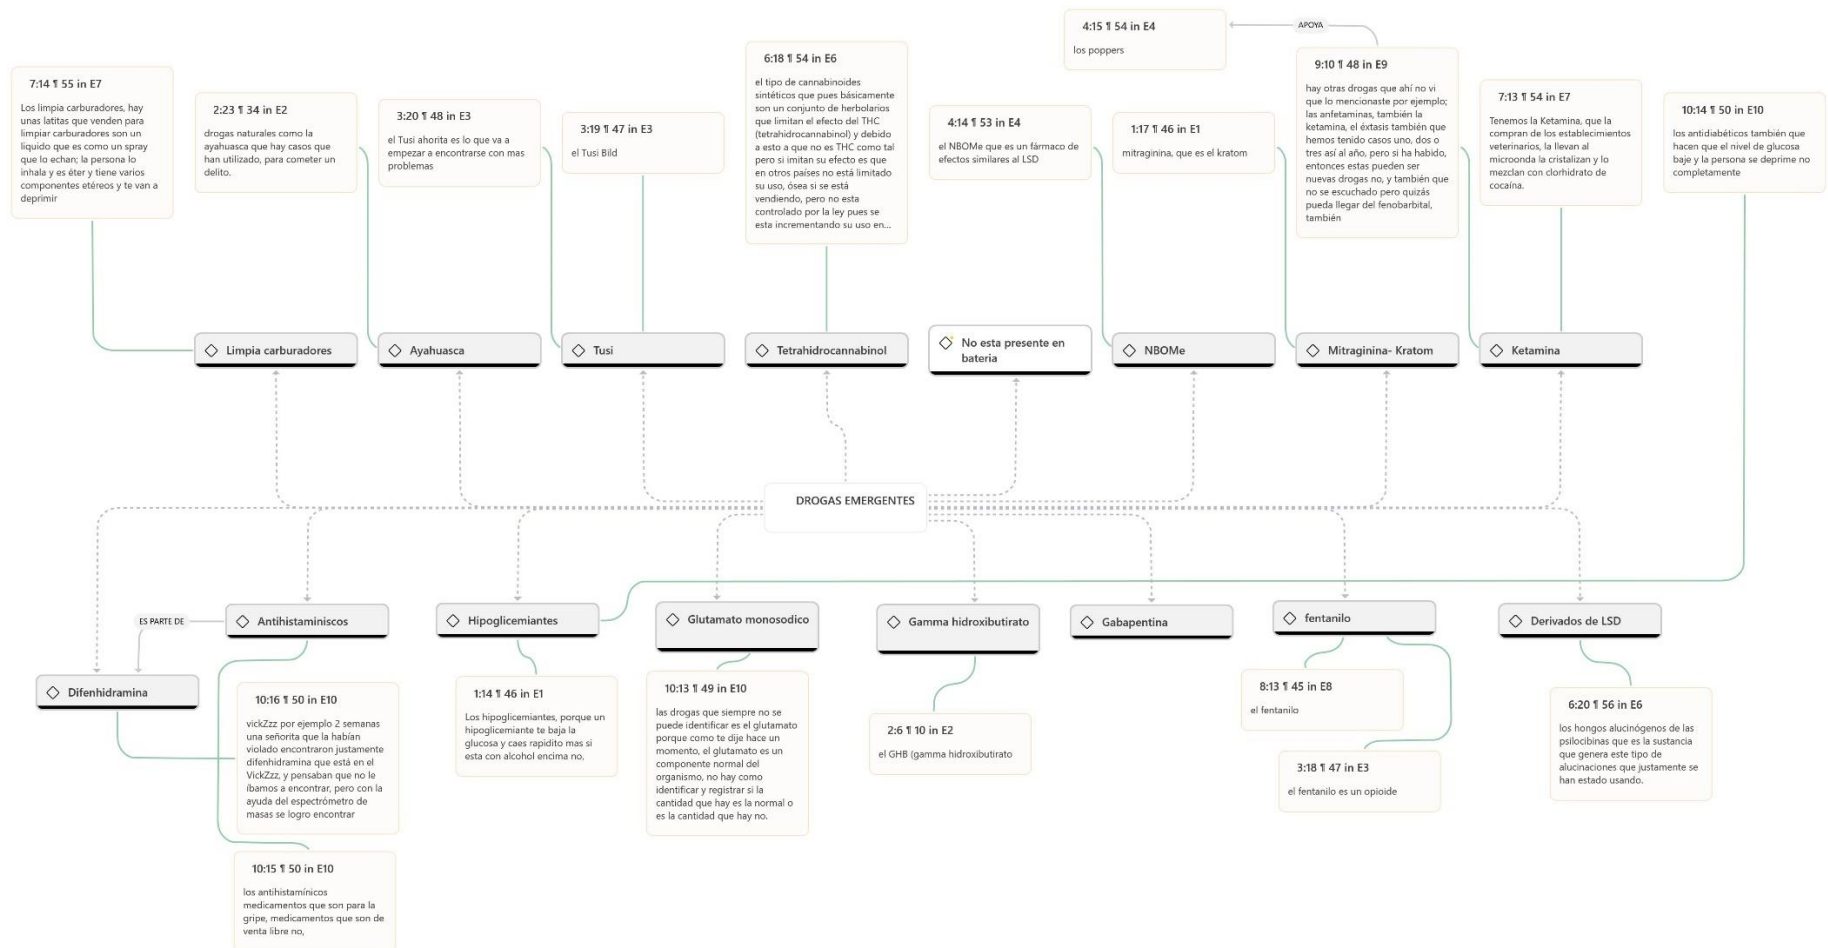 4:15 ¶ 54 in E4
los poppers
APOYA
7:14 ¶ 55 in E7
Los limpia carburadores, hay
unas latitas que venden para
limpiar carburadores son un
liquido que es como un spray
que lo echan; la persona lo
inhala y es éter y tiene varios
componentes etéreos y te van a
deprimir
2:23 ¶ 34 in E2
drogas naturales como la
ayahuasca que hay casos que
han utilizado, para cometer un
delito.
3:20 ¶ 48 in E3
el Tusi ahorita es lo que va a
empezar a encontrarse con mas
problemas
3:19 ¶ 47 in E3
el Tusi Bild
6:18 ¶ 54 in E6
el tipo de cannabinoides
sintéticos que pues básicamente
son un conjunto de herbolarios
que limitan el efecto del THC
(tetrahidrocannabinol) y debido
a esto a que no es THC como tal
pero si imitan su efecto es que
en otros países no está limitado
su uso, ósea si se está
vendiendo, pero no esta
controlado por la ley pues se
esta incrementando su uso en...
4:14 ¶ 53 in E4
el NBOMe que es un fármaco de
efectos similares al LSD
1:17 ¶ 46 in E1
mitraginina, que es el kratom
9:10 ¶ 48 in E9
hay otras drogas que ahí no vi
que lo mencionaste por ejemplo;
las anfetaminas, también la
ketamina, el éxtasis también que
hemos tenido casos uno, dos o
tres así al año, pero si ha habido,
entonces estas pueden ser
nuevas drogas no, y también que
no se escuchado pero quizás
pueda llegar del fenobarbital,
también
7:13 ¶ 54 in E7
Tenemos la Ketamina, que la
compran de los establecimientos
veterinarios, la llevan al
microonda la cristalizan y lo
mezclan con clorhidrato de
cocaína.
10:14 ¶ 50 in E10
los antidiabéticos también que
hacen que el nivel de glucosa
baje y la persona se deprime no
completamente
Limpia carburadores
Ayahuasca
Tusi
Tetrahidrocannabinol
No esta presente en
bateria
NBOMe
Mitraginina- Kratom
Ketamina
DROGAS EMERGENTES
ES PARTE DE
Antihistaminiscos
Hipoglicemiantes
Glutamato monosodico
Gamma hidroxibutirato
Gabapentina
fentanilo
Derivados de LSD
Difenhidramina
10:16 ¶ 50 in E10
vickZzz por ejemplo 2 semanas
una señorita que la habían
violado encontraron justamente
difenhidramina que está en el
VickZzz, y pensaban que no le
íbamos a encontrar, pero con la
ayuda del espectrómetro de
masas se logro encontrar
1:14 ¶ 46 in E1
Los hipoglicemiantes, porque un
hipoglicemiante te baja la
glucosa y caes rapidito mas si
esta con alcohol encima no,
10:13 ¶ 49 in E10
las drogas que siempre no se
puede identificar es el glutamato
porque como te dije hace un
momento, el glutamato es un
componente normal del
organismo, no hay como
identificar y registrar si la
cantidad que hay es la normal o
es la cantidad que hay no.
2:6 ¶ 10 in E2
el GHB (gamma hidroxibutirato
8:13 ¶ 45 in E8
el fentanilo
3:18 ¶ 47 in E3
el fentanilo es un opioide
6:20 ¶ 56 in E6
los hongos alucinógenos de las
psilocibinas que es la sustancia
que genera este tipo de
alucinaciones que justamente se
han estado usando.
10:15 ¶ 50 in E10
los antihistamínicos
medicamentos que son para la
gripe, medicamentos que son de
venta libre no,